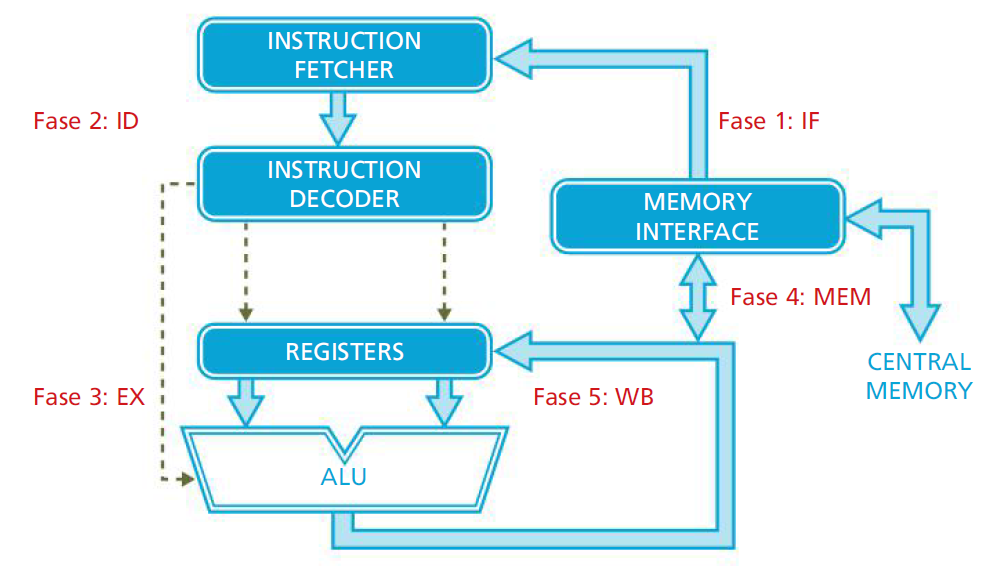 INSTRUCTION
FETCHER
Fase 2: ID
Fase 1: IF
INSTRUCTION
DECODER
MEMORY
INTERFACE
Fase 4: MEM
REGISTERS
CENTRAL
MEMORY
Fase 3: EX
Fase 5: WB
ALU